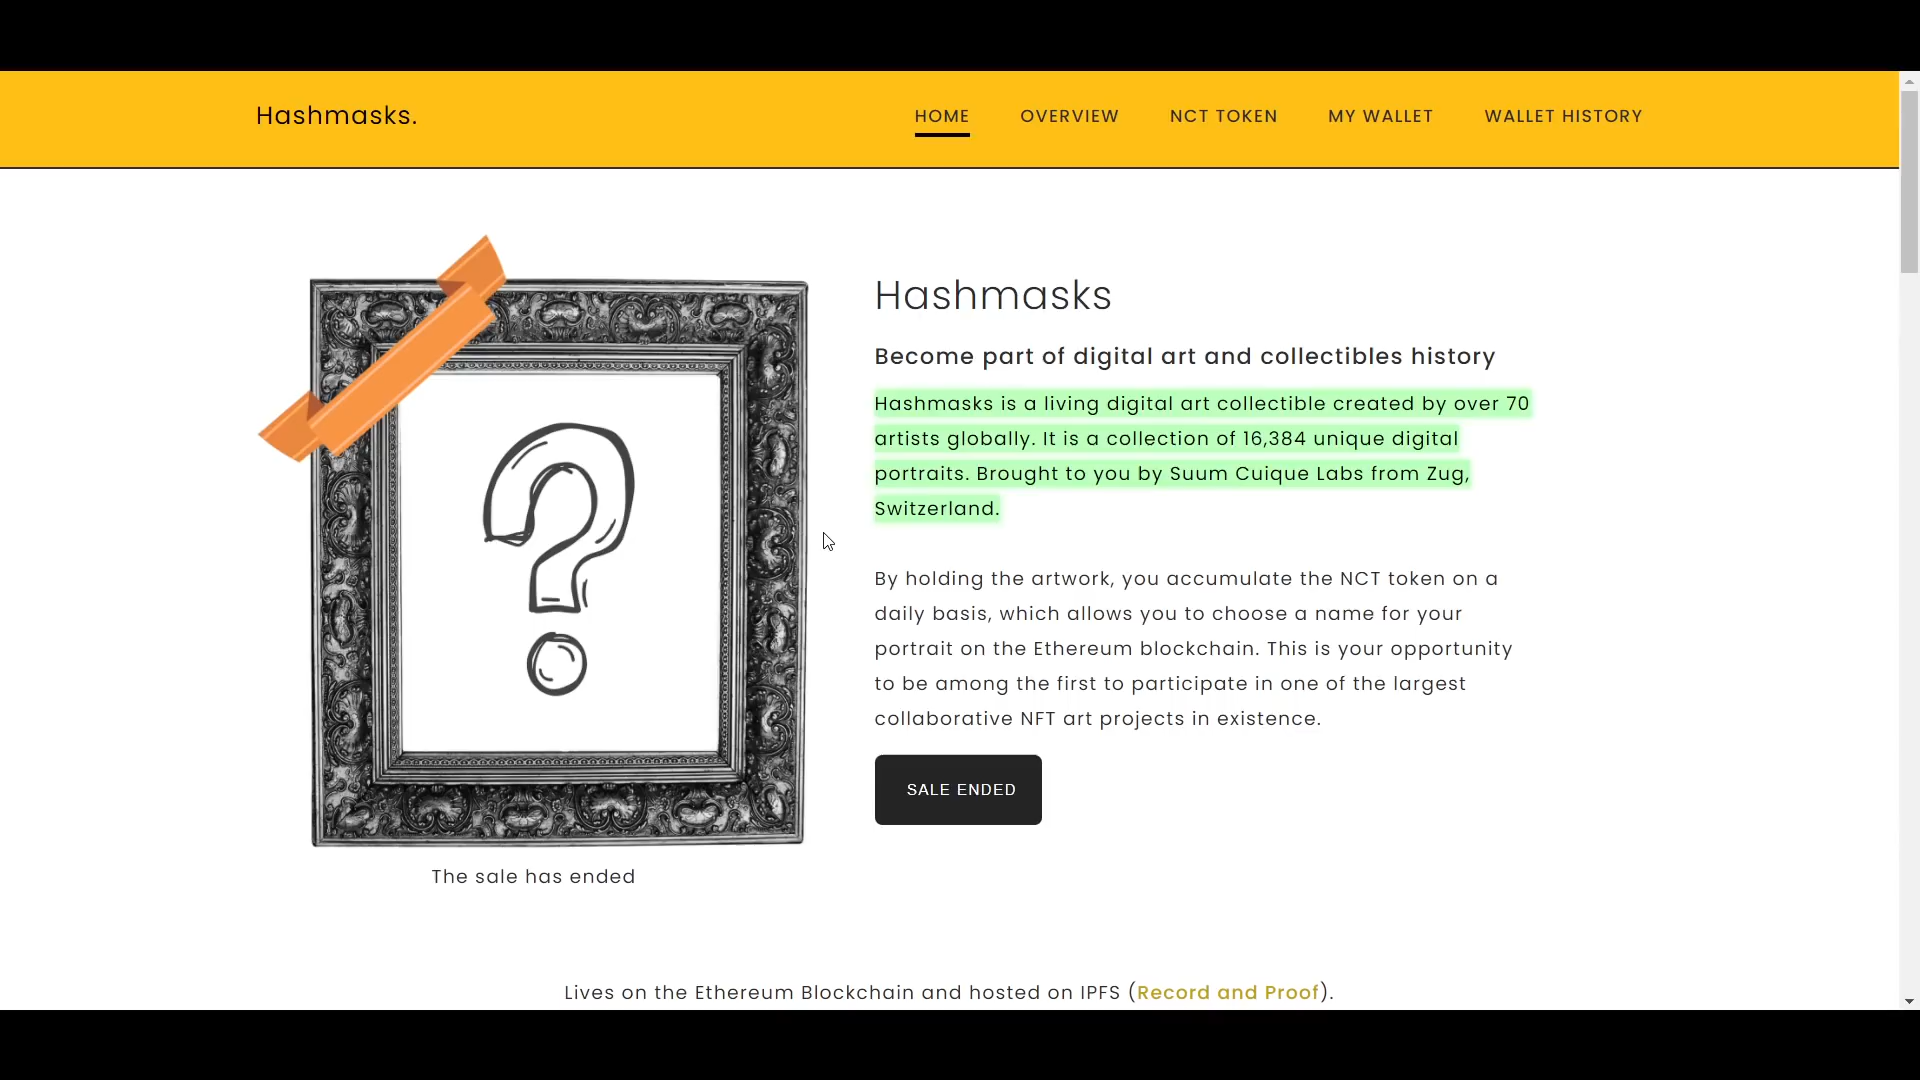 Hashmasks.
HOME OVERVIEW NCT TOKEN MY WALLET WALLET HISTORY
Hashmasks
Become part of digital art and collectibles history
Hashmasks is a living digital art collectible created by over 70
artists globally. It is a collection of 16,384 unique digital
portraits. Brought to you by Suum Cuique Labs from Zug,
Switzerland.
By holding the artwork, you accumulate the NCT token on a
daily basis, which allows you to choose a name for your
portrait on the Ethereum blockchain. This is your opportunity
to be among the first to participate in one of the largest
collaborative NFT art projects in existence.
SALE ENDED
?
The sale has ended
Lives on the Ethereum Blockchain and hosted on IPFS (Record and Proof).